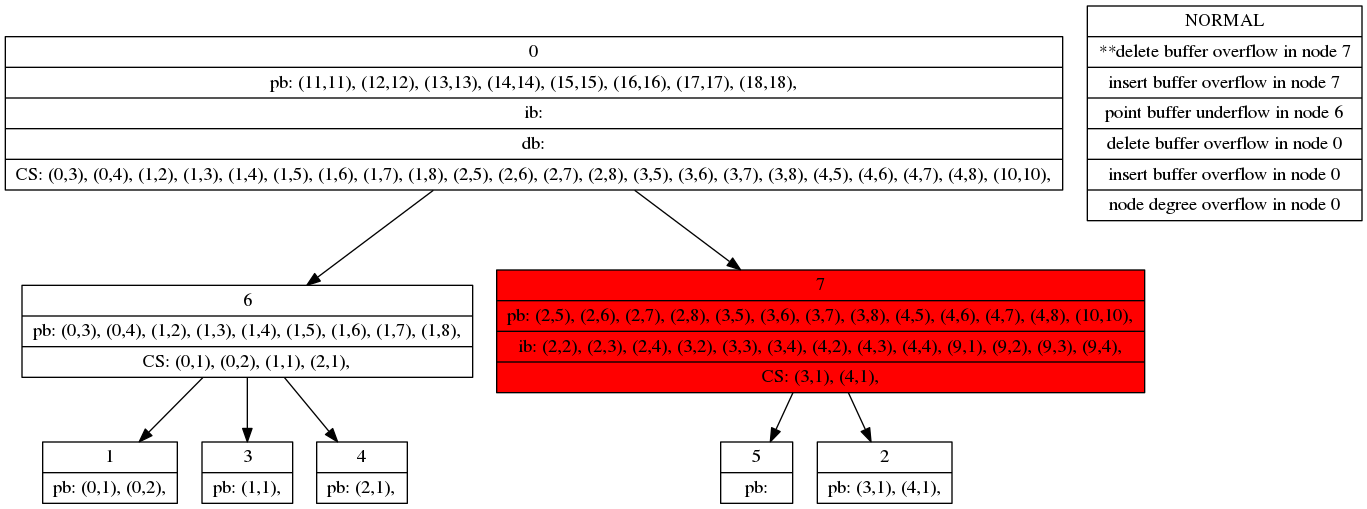 0
pb: (11,11), (12,12), (13,13), (14,14), (15,15), (16,16), (17,17), (18,18),
ib:
db:
CS: (0,3), (0,4), (1,2), (1,3), (1,4), (1,5), (1,6), (1,7), (1,8), (2,5), (2,6), (2,7), (2,8), (3,5), (3,6), (3,7), (3,8), (4,5), (4,6), (4,7), (4,8), (10,10),
NORMAL
**delete buffer overflow in node 7
insert buffer overflow in node 7
point buffer underflow in node 6
delete buffer overflow in node 0
insert buffer overflow in node 0
node degree overflow in node 0
6
pb: (0,3), (0,4), (1,2), (1,3), (1,4), (1,5), (1,6), (1,7), (1,8),
CS: (0,1), (0,2), (1,1), (2,1),
7
pb: (2,5), (2,6), (2,7), (2,8), (3,5), (3,6), (3,7), (3,8), (4,5), (4,6), (4,7), (4,8), (10,10),
ib: (2,2), (2,3), (2,4), (3,2), (3,3), (3,4), (4,2), (4,3), (4,4), (9,1), (9,2), (9,3), (9,4),
CS: (3,1), (4,1),
1
pb: (0,1), (0,2),
3
pb: (1,1),
4
pb: (2,1),
5
pb:
2
pb: (3,1), (4,1),